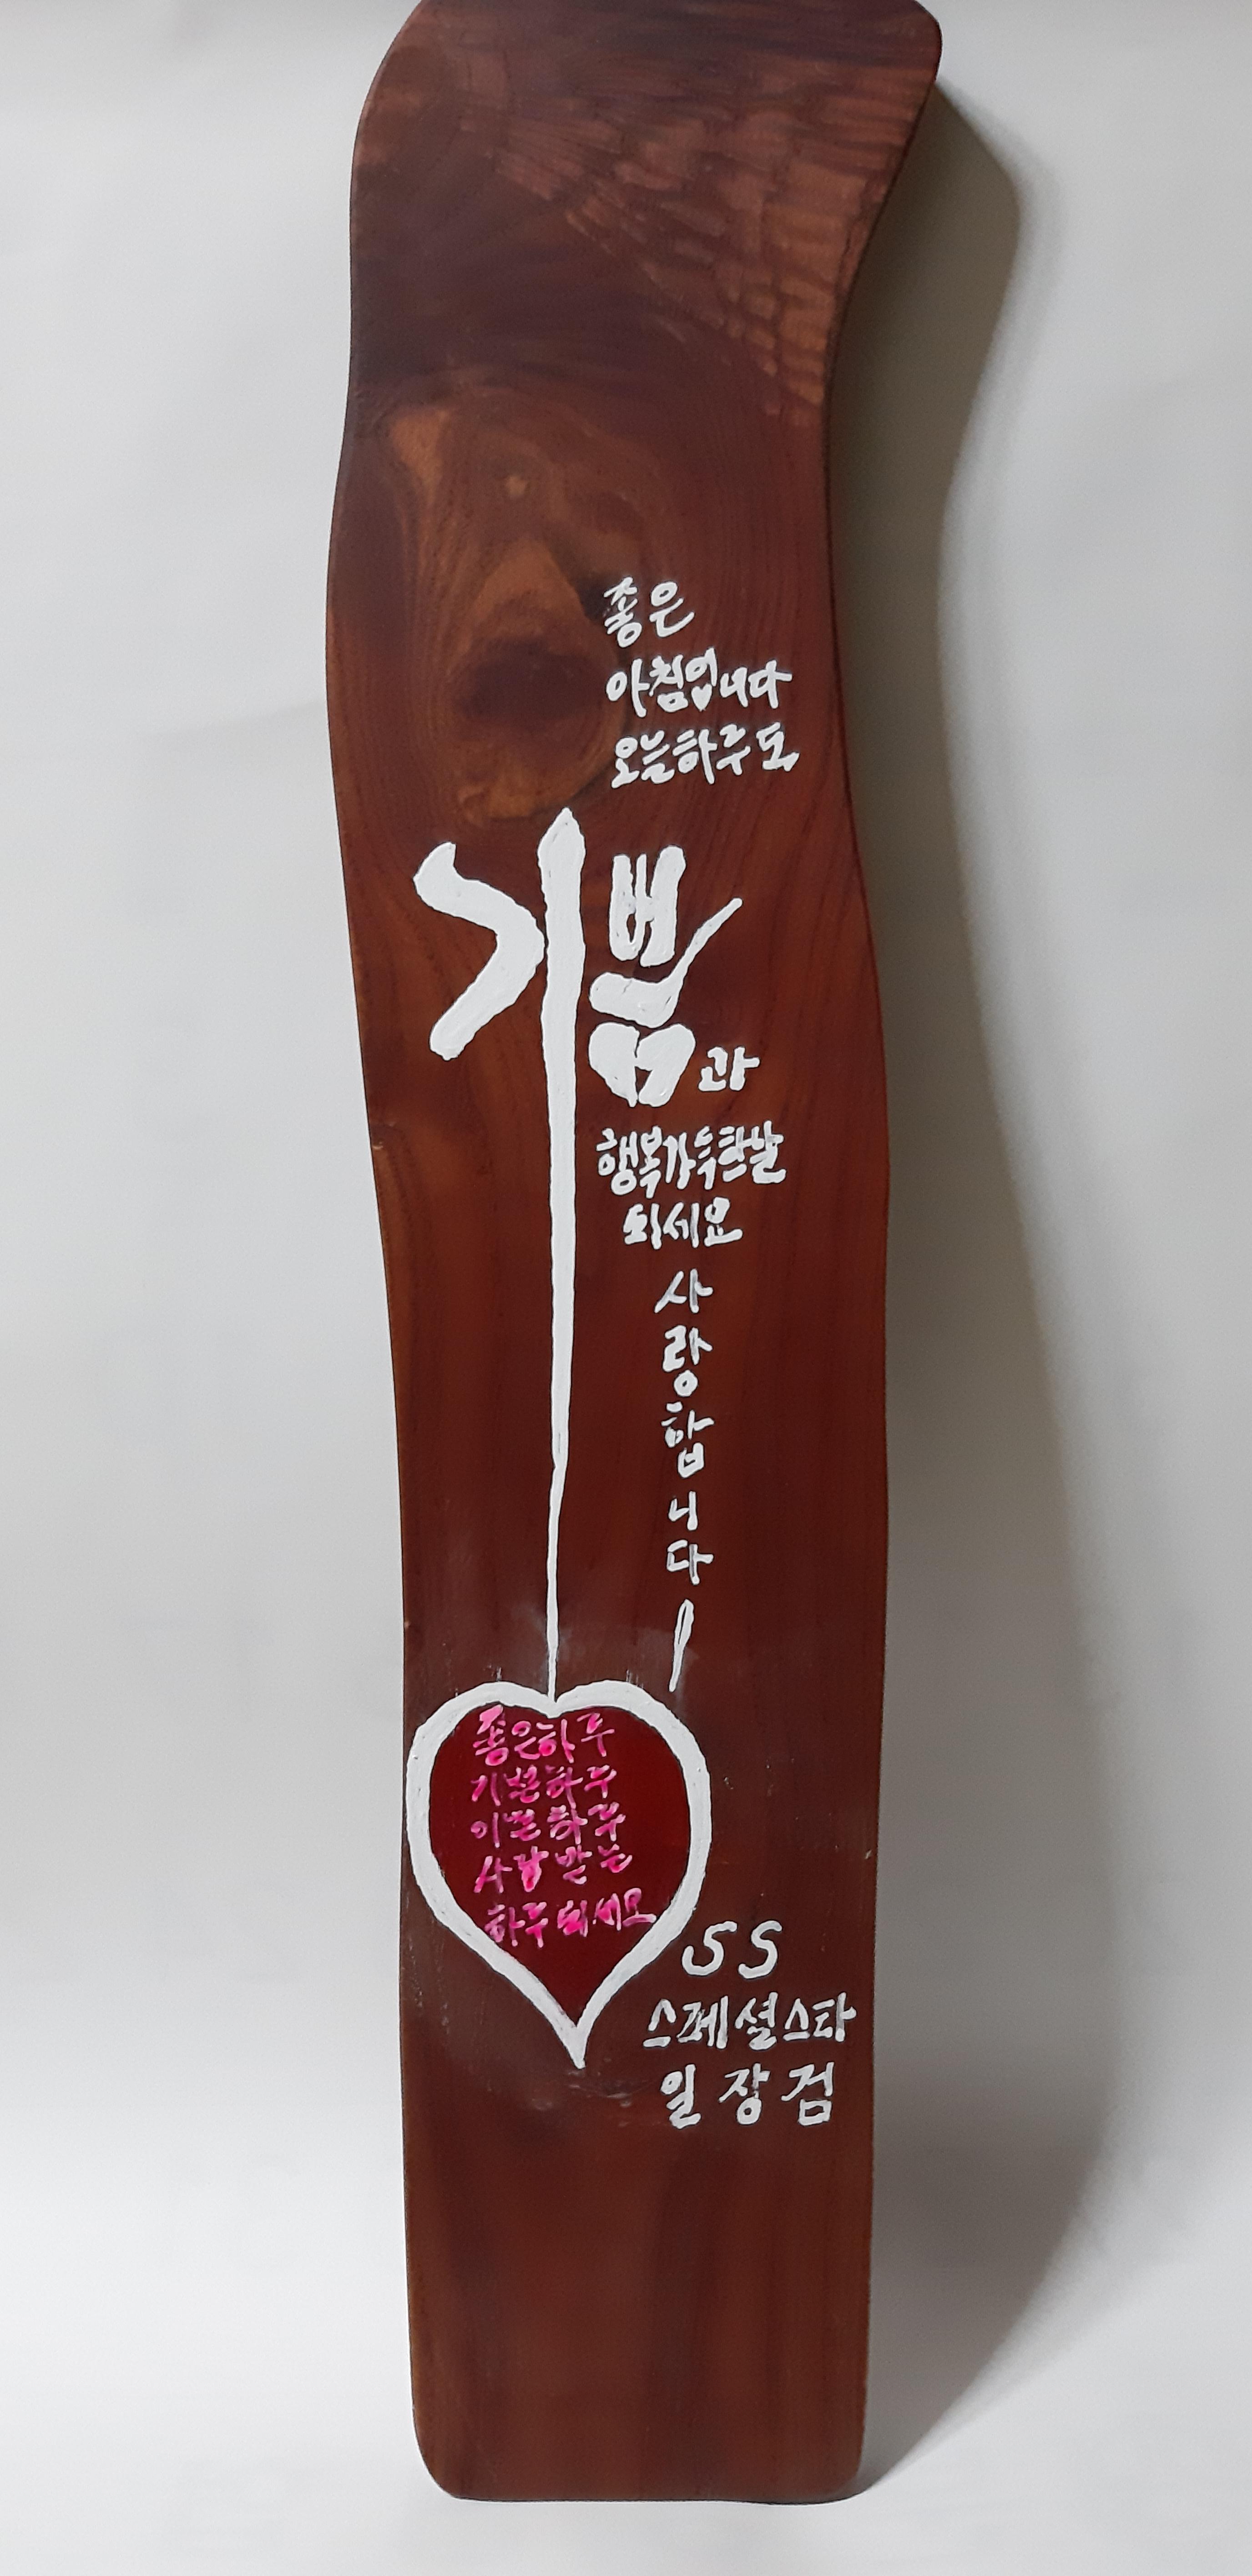 좋은
아침입니다
오늘하루도
기쁨과
행복가득한날
되세요
사랑합니다
좋은하루
기쁜하루
이쁜하루
사랑받는
하루되세요
SS
스페셜스타
일장검